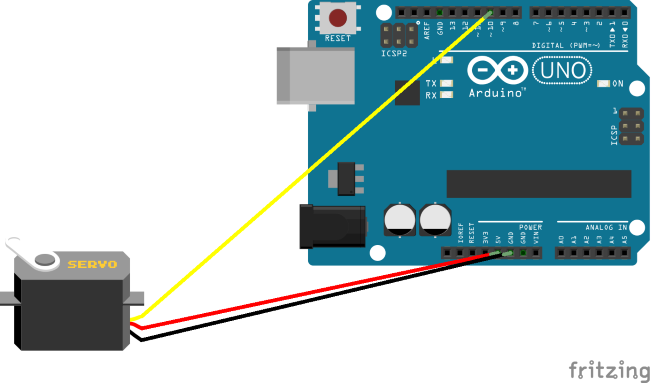 RESET
ICSP2
AREF
GND
13
12
~11
~10
~9
8
7
~6
~5
4
~3
2
TX0▶1
RX0◀0
DIGITAL (PWM=~)
L
TX
RX
UNO
Arduino™
ON
1
ICSP
POWER
ANALOG IN
IOREF
RESET
3V3
5V
GND
GND
VIN
A0
A1
A2
A3
A4
A5
SERVO
fritzing